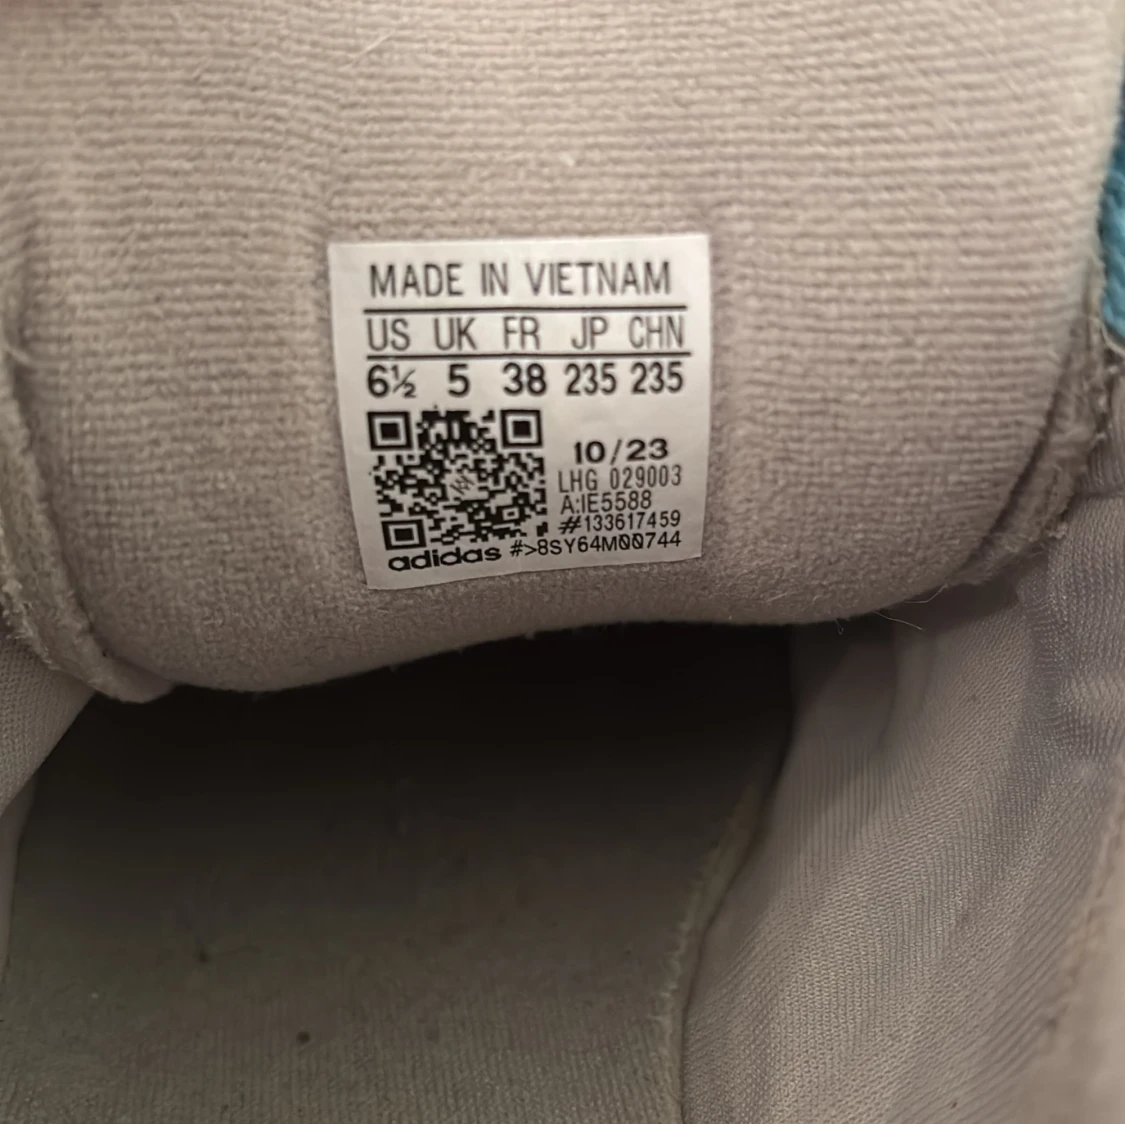 MADE IN VIETNAM
US UK FR JP CHN
6½ 5 38 235 235
10/23
LHG 029003
A:IE5588
#133617459
adidas #>8SY64M00744